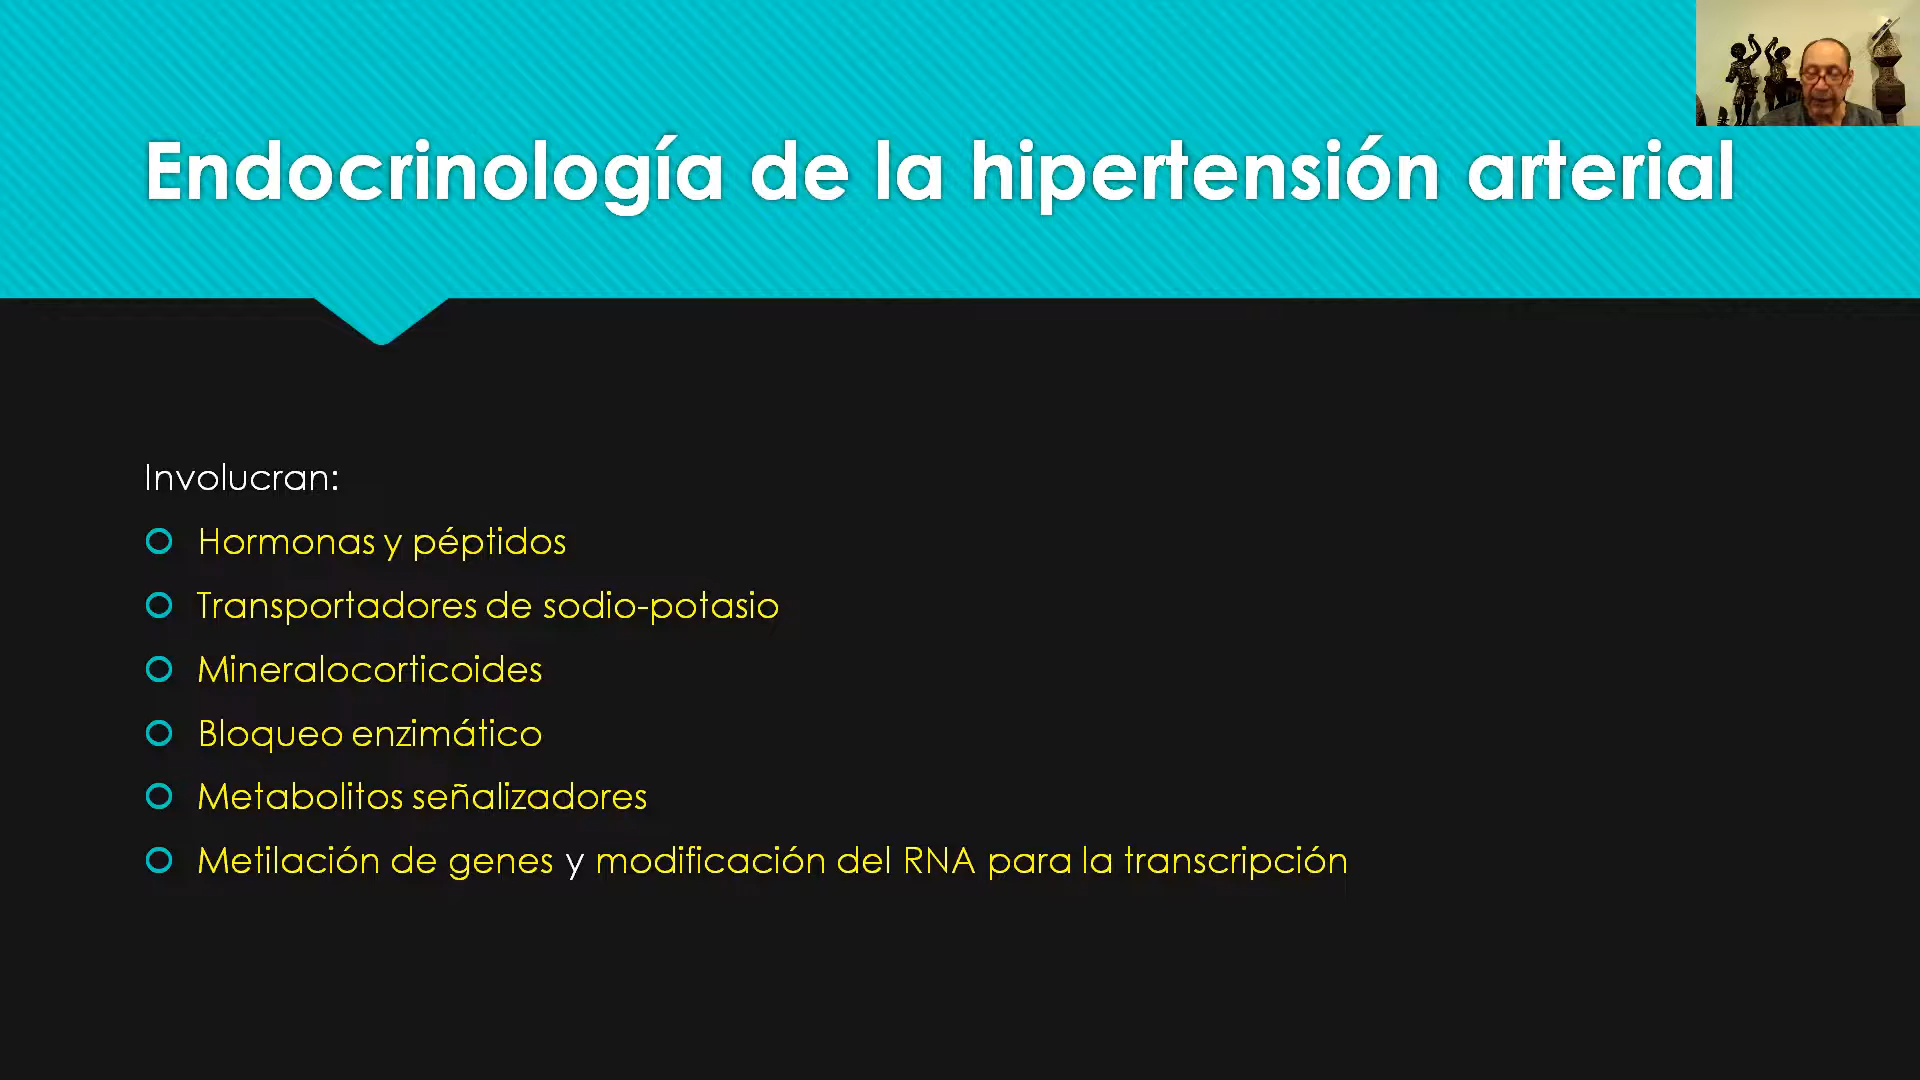 Endocrinología de la hipertensión arterial
Involucran:
Hormonas y péptidos
Transportadores de sodio-potasio
Mineralocorticoides
Bloqueo enzimático
Metabolitos señalizadores
Metilación de genes y modificación del RNA para la transcripción